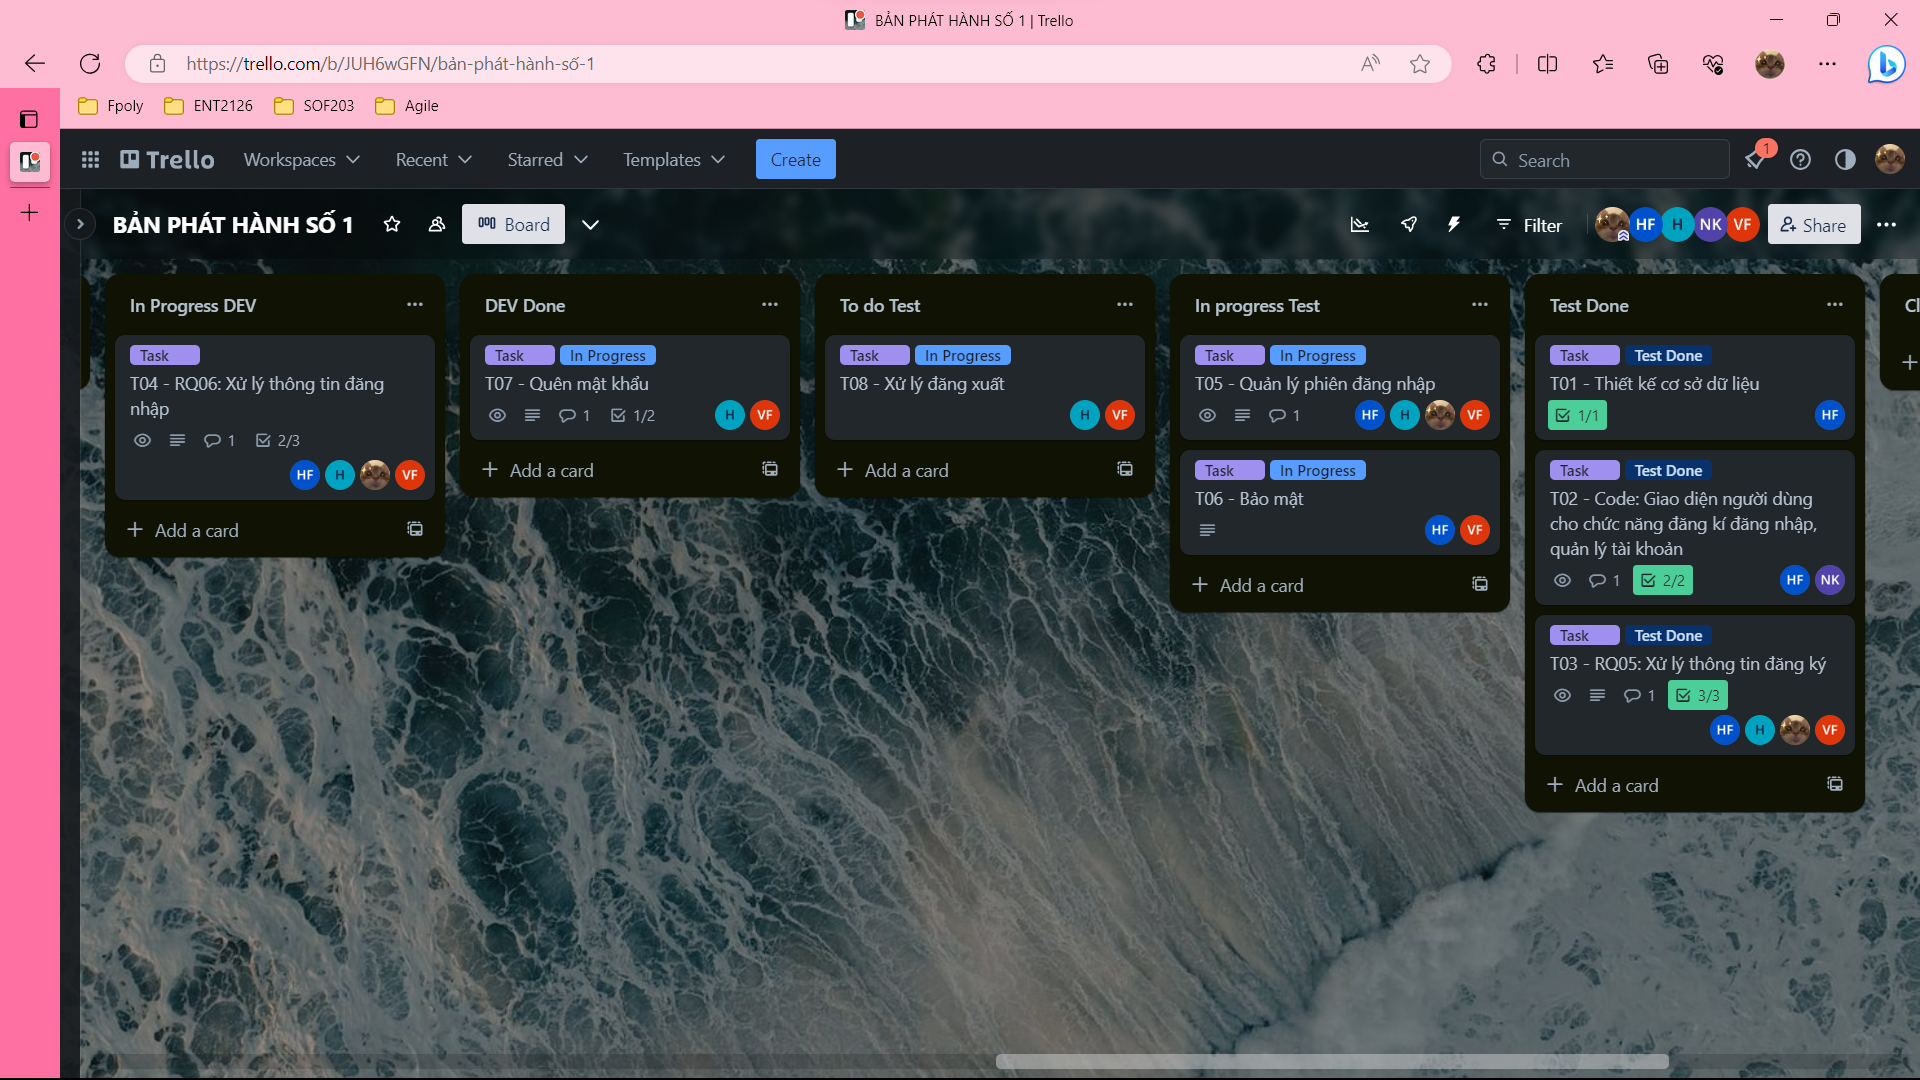 BẢN PHÁT HÀNH SỐ 1 | Trello
https://trello.com/b/JUH6wGFN/bản-phát-hành-số-1
Fpoly
ENT2126
SOF203
Agile
Trello
Workspaces
Recent
Starred
Templates
Create
Search
1
BẢN PHÁT HÀNH SỐ 1
Board
Filter
HF
H
NK
VF
Share
In Progress DEV
Task
T04 - RQ06: Xử lý thông tin đăng
nhập
1
2/3
HF
H
VF
Add a card
DEV Done
Task
In Progress
T07 - Quên mật khẩu
1
1/2
H
VF
Add a card
To do Test
Task
In Progress
T08 - Xử lý đăng xuất
H
VF
Add a card
In progress Test
Task
In Progress
T05 - Quản lý phiên đăng nhập
1
HF
H
VF
Task
In Progress
T06 - Bảo mật
HF
VF
Add a card
Test Done
Task
Test Done
T01 - Thiết kế cơ sở dữ liệu
1/1
HF
Task
Test Done
T02 - Code: Giao diện người dùng
cho chức năng đăng kí đăng nhập,
quản lý tài khoản
1
2/2
HF
NK
Task
Test Done
T03 - RQ05: Xử lý thông tin đăng ký
1
3/3
HF
H
VF
Add a card
Cl